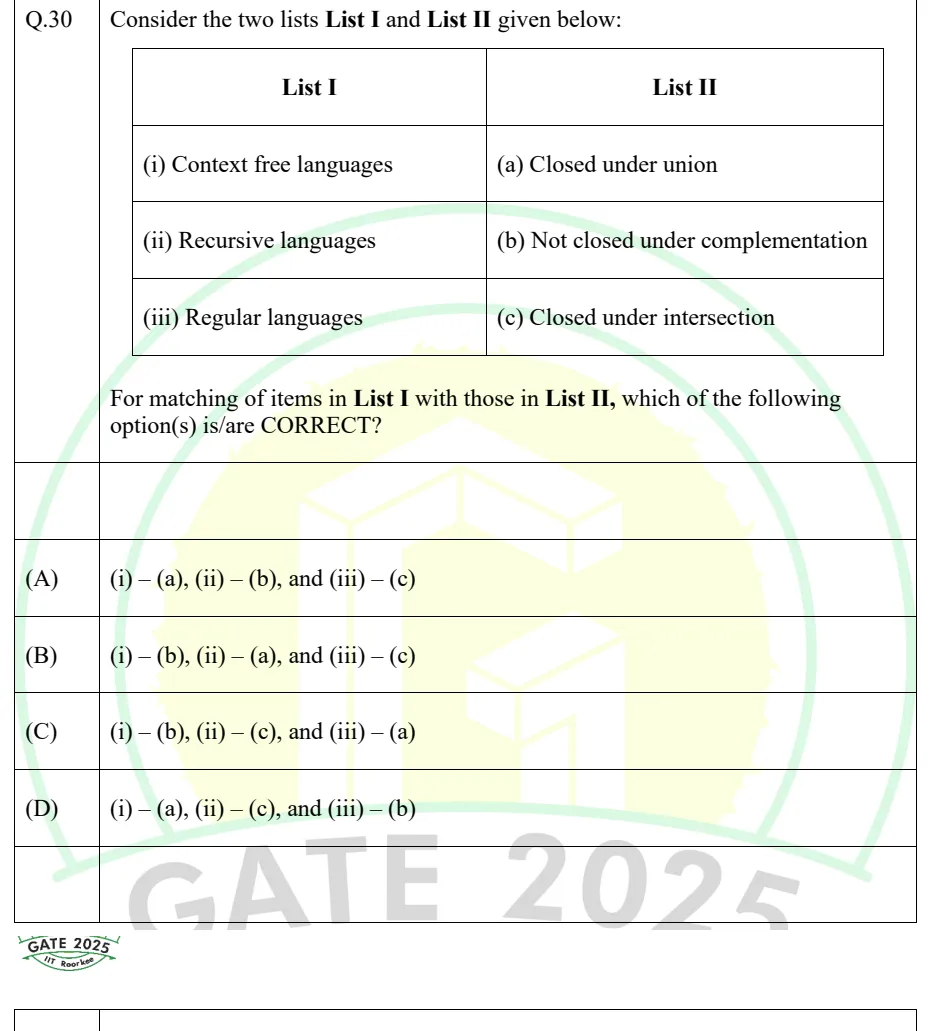 Q.30 Consider the two lists List I and List II given below:
List I List II
(i) Context free languages (a) Closed under union
(ii) Recursive languages (b) Not closed under complementation
(iii) Regular languages (c) Closed under intersection
For matching of items in List I with those in List II, which of the following
option(s) is/are CORRECT?
(A) (i) – (a), (ii) – (b), and (iii) – (c)
(B) (i) – (b), (ii) – (a), and (iii) – (c)
(C) (i) – (b), (ii) – (c), and (iii) – (a)
(D) (i) – (a), (ii) – (c), and (iii) – (b)
GATE 2025
GATE 2025
IIT Roorkee